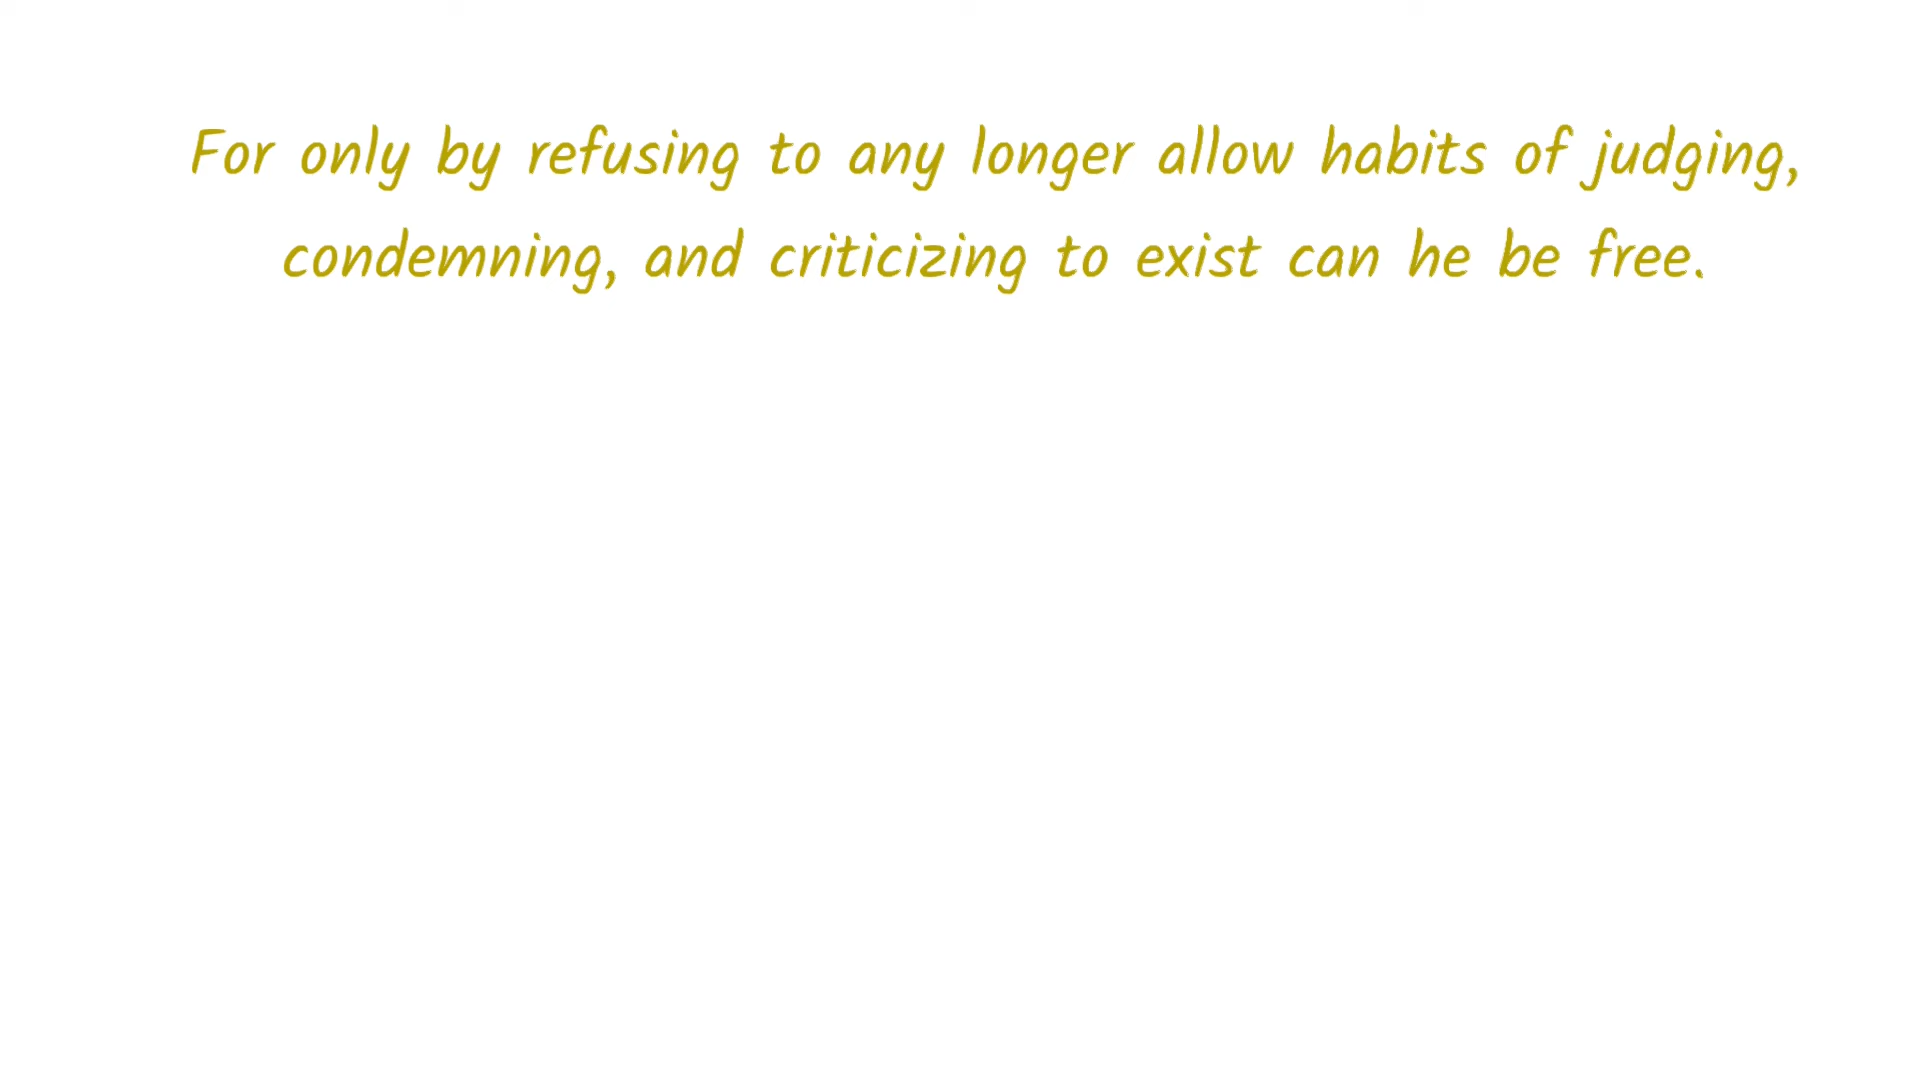 For only by refusing to any longer allow habits of judging,
condemning, and criticizing to exist can he be free.